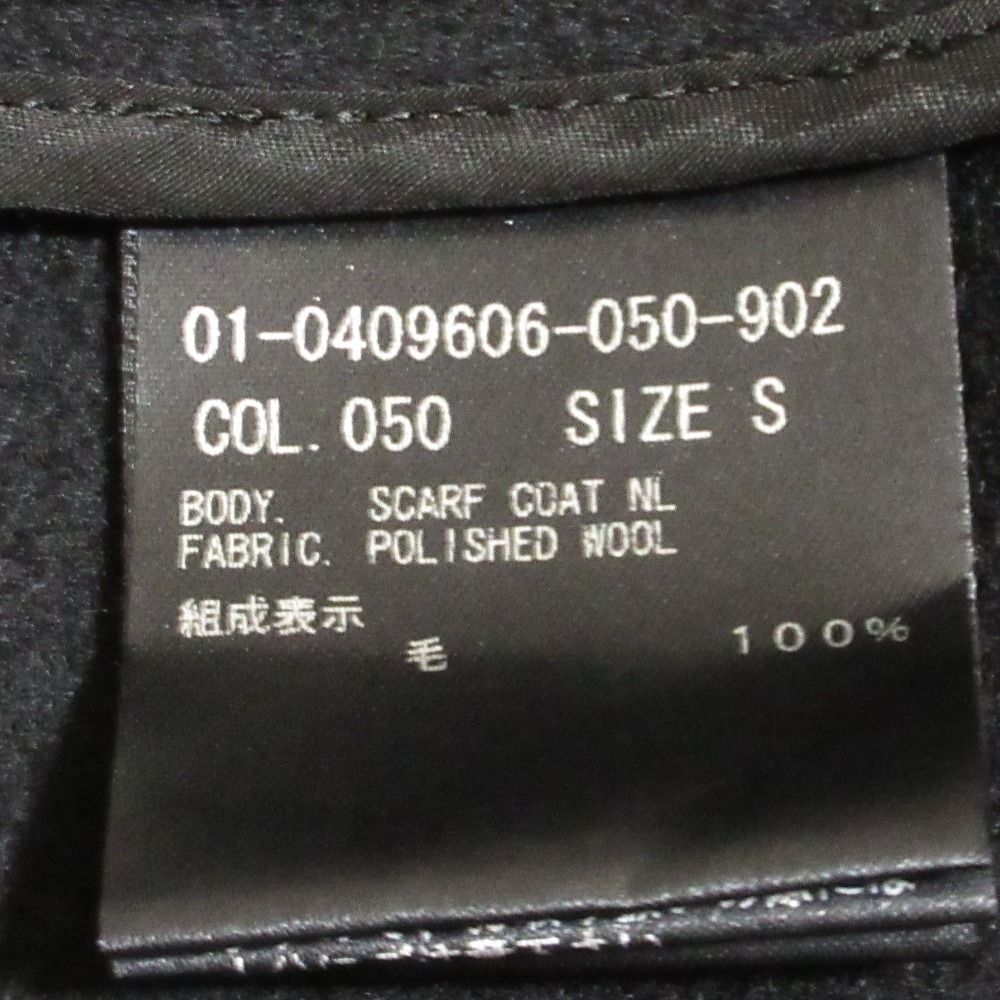 01-0409606-050-902
COL. 050 SIZE S
BODY. SCARF COAT NL
FABRIC. POLISHED WOOL
組成表示
毛 100%